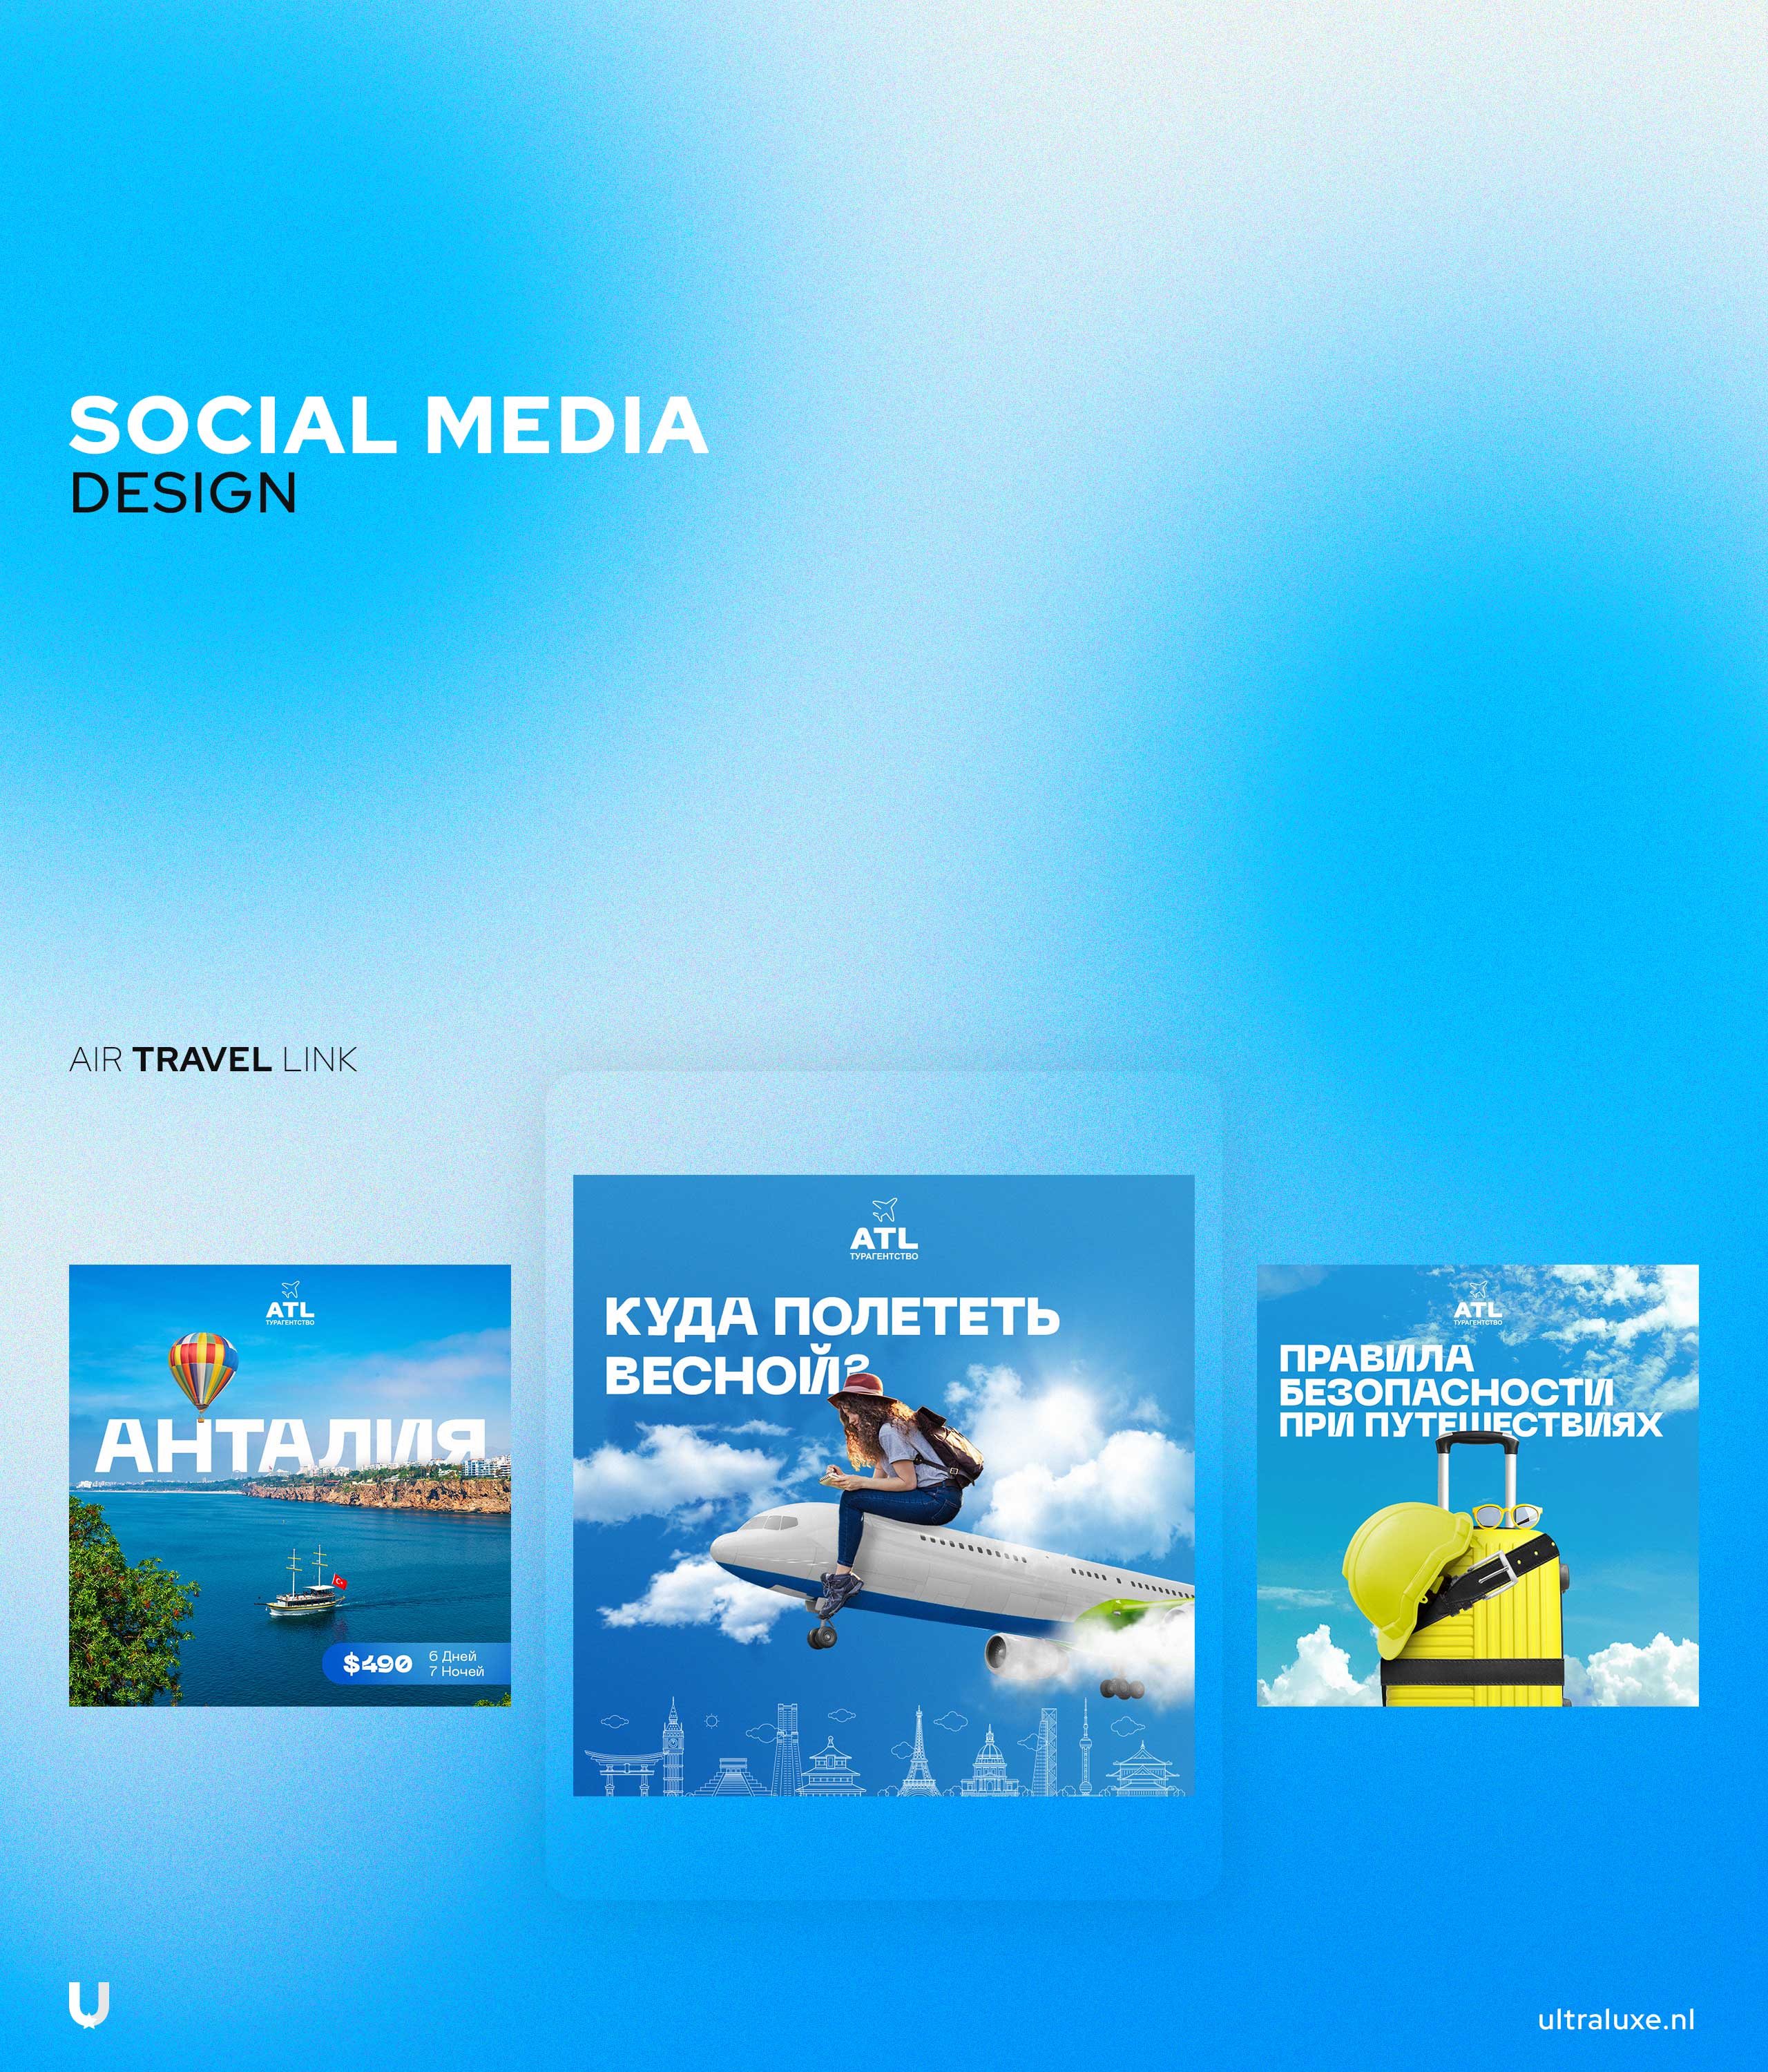 SOCIAL MEDIA
DESIGN
AIR TRAVEL LINK
ATL
ТУРАГЕНТСТВО
АНТАЛИЯ
$490
6 Дней
7 Ночей
ATL
ТУРАГЕНТСТВО
КУДА ПОЛЕТЕТЬ
ВЕСНОЙ?
ATL
ТУРАГЕНТСТВО
ПРАВИЛА
БЕЗОПАСНОСТИ
ПРИ ПУТЕШЕСТВИЯХ
U
ultraluxe.nl